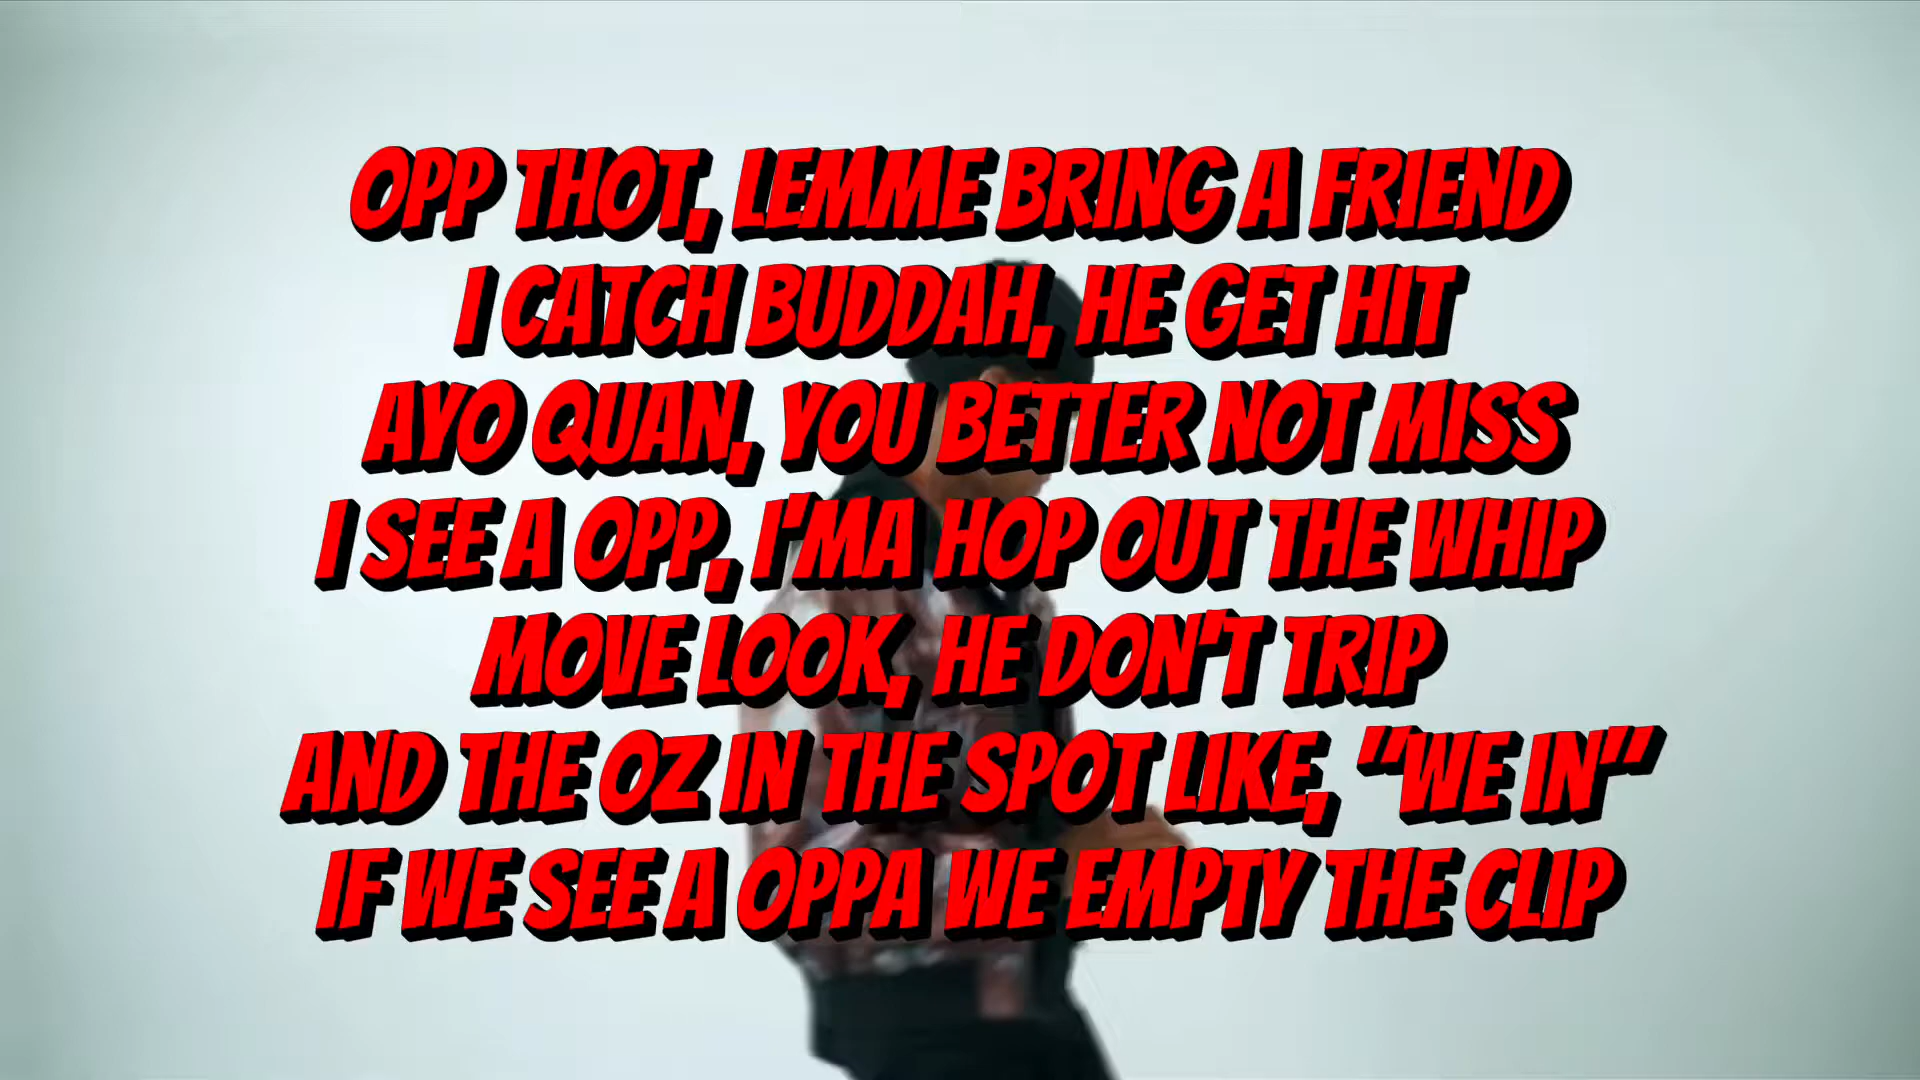 OPP THOT, LEMME BRING A FRIEND
I CATCH BUDDAH, HE GET HIT
AYO QUAN, YOU BETTER NOT MISS
I SEE A OPP, I'MA HOP OUT THE WHIP
MOVE LOOK, HE DON'T TRIP
AND THE OZ IN THE SPOT LIKE, "WE IN"
IF WE SEE A OPPA WE EMPTY THE CLIP